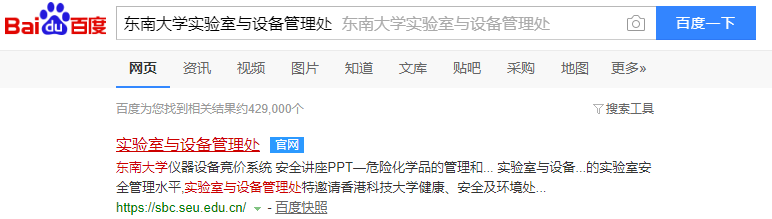 Bai du 百度 东南大学实验室与设备管理处 东南大学实验室与设备管理处 百度一下
网页 资讯 视频 图片 知道 文库 贴吧 采购 地图 更多»
百度为您找到相关结果约429,000个 搜索工具
实验室与设备管理处 官网
东南大学仪器设备竞价系统 安全讲座PPT—危险化学品的管理和... 实验室与设备...的实验室安
全管理水平,实验室与设备管理处特邀请香港科技大学健康、安全及环境处...
https://sbc.seu.edu.cn/ - 百度快照